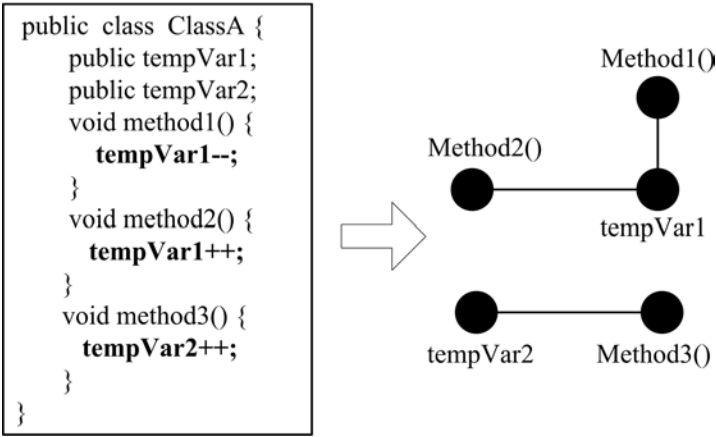 public class ClassA {
public tempVar1;
public tempVar2;
void method1() {
tempVar1--;
}
void method2() {
tempVar1++;
}
void method3() {
tempVar2++;
}
}
Method1()
Method2()
tempVar1
tempVar2
Method3()